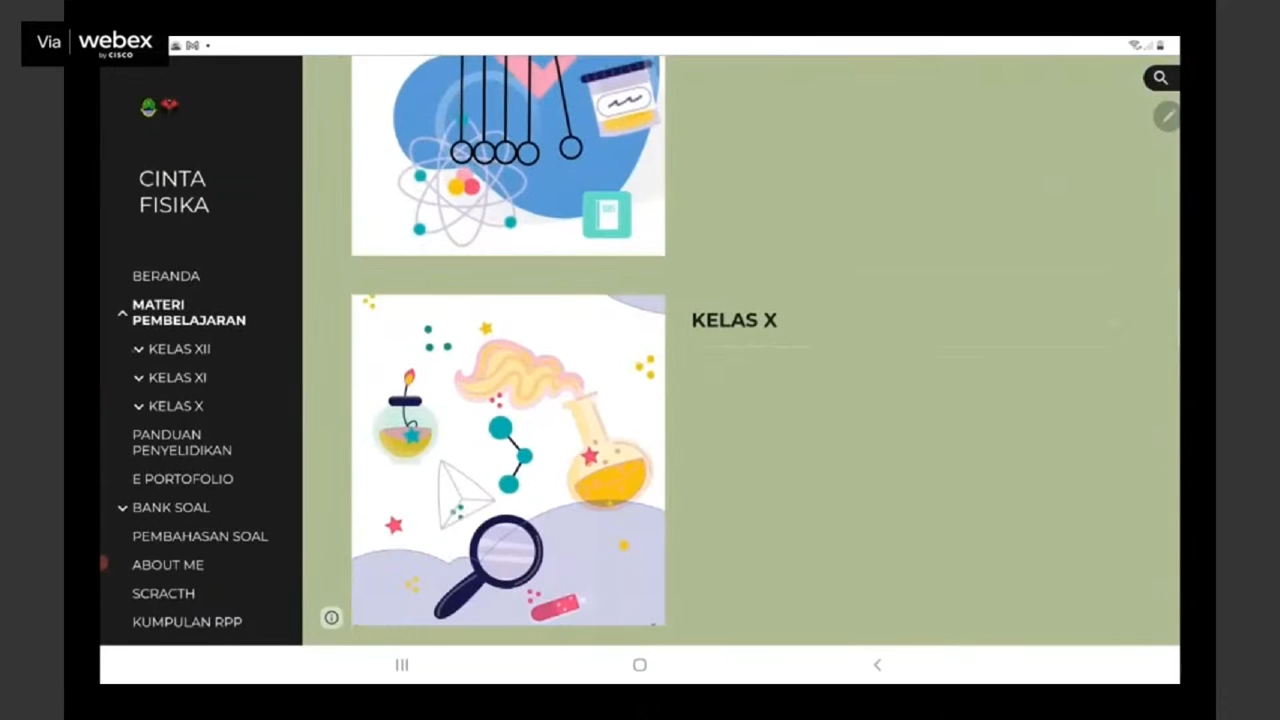 Via webex
by CISCO
CINTA
FISIKA
BERANDA
MATERI
PEMBELAJARAN
KELAS XII
KELAS XI
KELAS X
PANDUAN
PENYELIDIKAN
E PORTOFOLIO
BANK SOAL
PEMBAHASAN SOAL
ABOUT ME
SCRACTH
KUMPULAN RPP
KELAS X